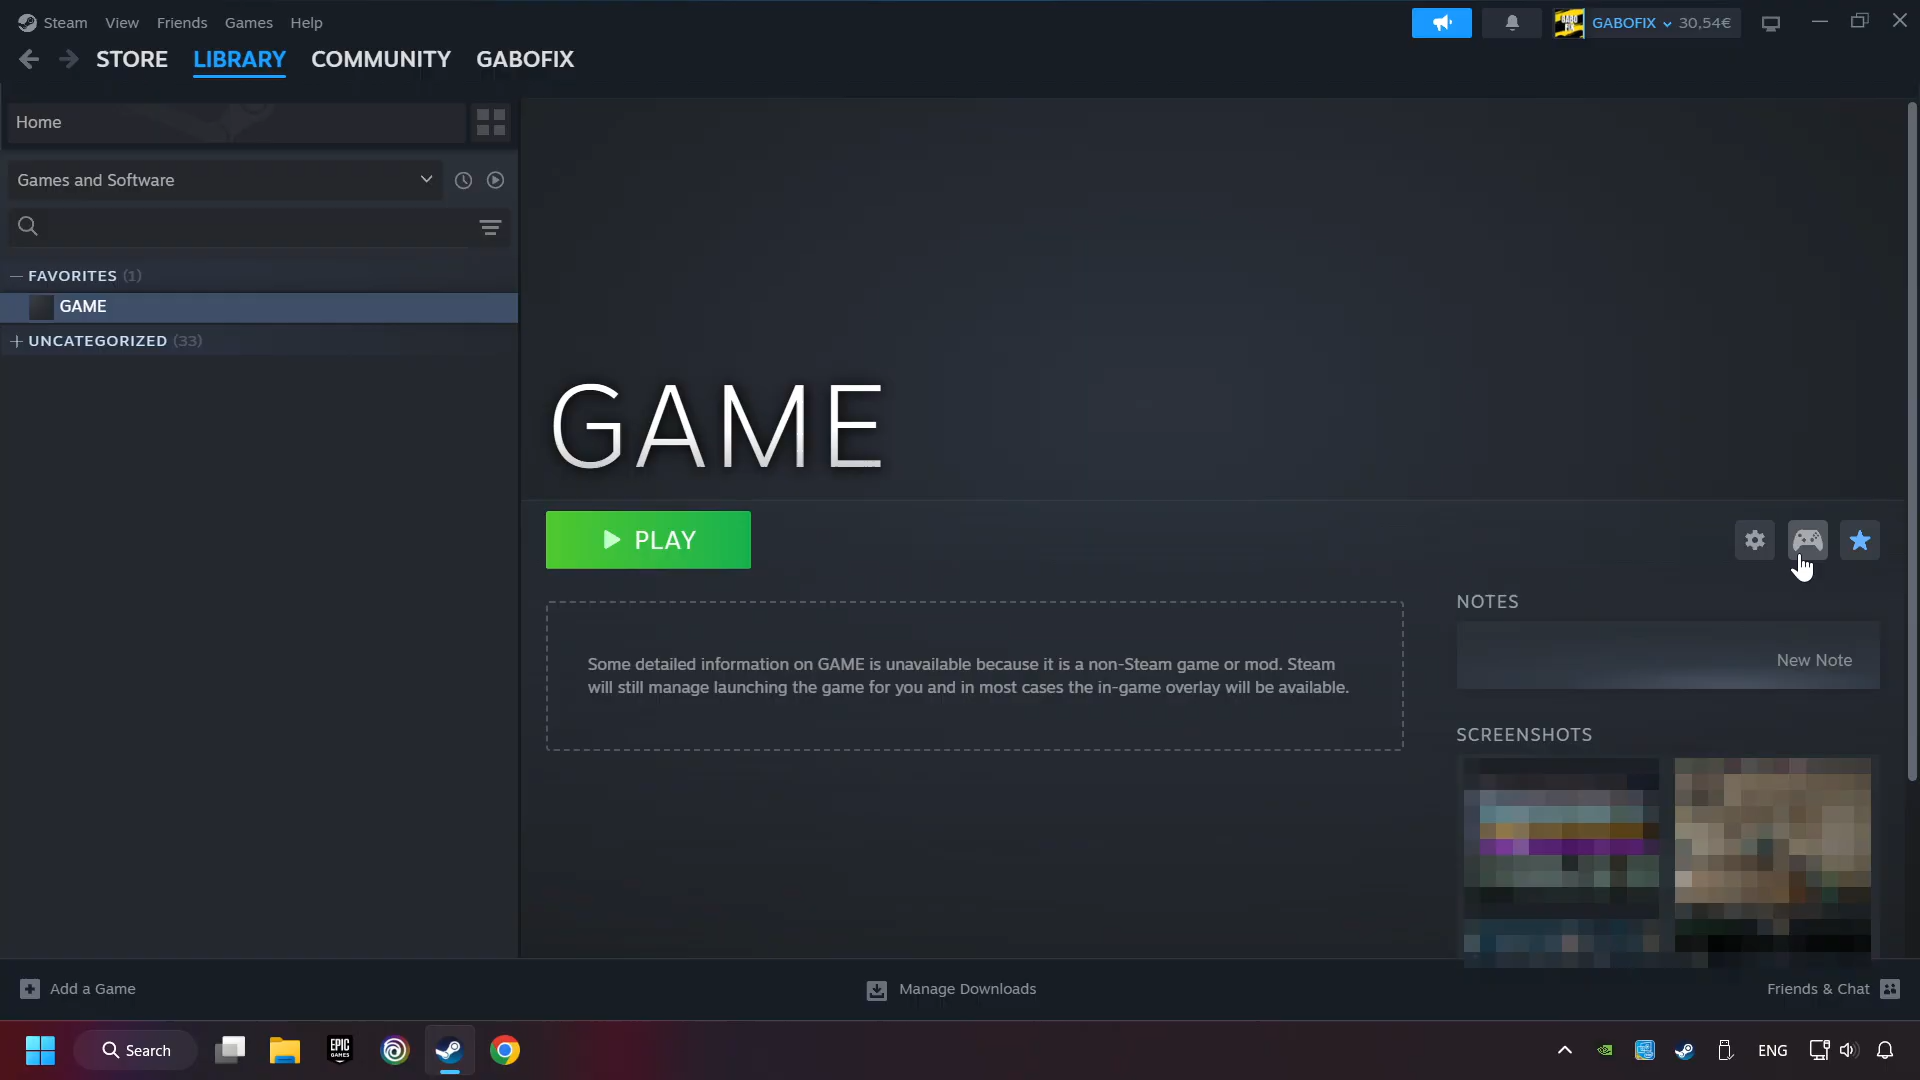 Steam View Friends Games Help
GABOFIX 30,54€
STORE LIBRARY COMMUNITY GABOFIX
Home
Games and Software
FAVORITES (1)
GAME
UNCATEGORIZED (33)
GAME
PLAY
Some detailed information on GAME is unavailable because it is a non-Steam game or mod. Steam
will still manage launching the game for you and in most cases the in-game overlay will be available.
NOTES
New Note
SCREENSHOTS
Add a Game
Manage Downloads
Friends & Chat
Search
EPIC
GAMES
ENG